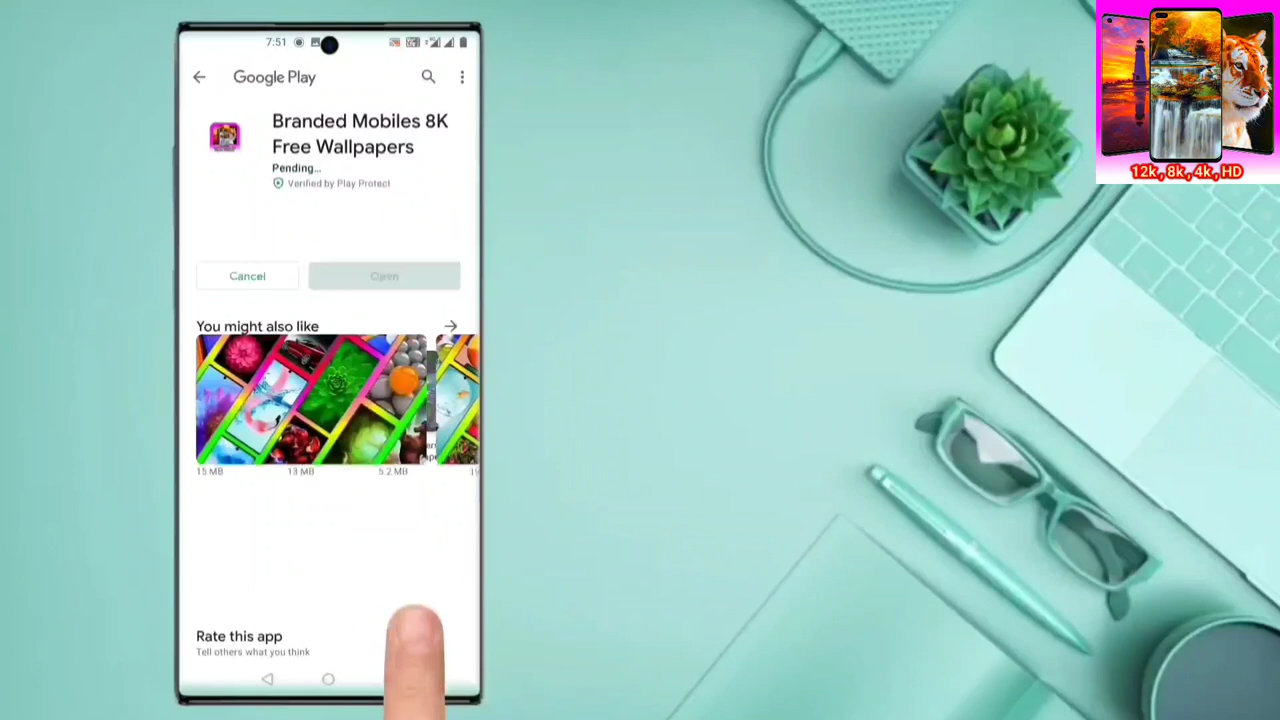 7:51
Google Play
Branded Mobiles 8K
Free Wallpapers
Pending...
Verified by Play Protect
Cancel
Open
You might also like
15 MB
13 MB
5.2 MB
Rate this app
Tell others what you think
12k, 8k, 4k, HD